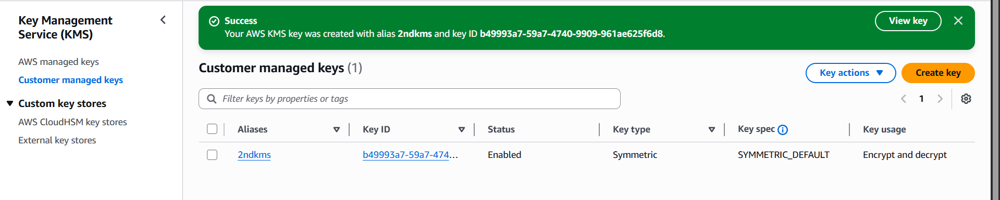 Key Management
Service (KMS)
AWS managed keys
Customer managed keys
Custom key stores
AWS CloudHSM key stores
External key stores
Success
Your AWS KMS key was created with alias 2ndkms and key ID b49993a7-59a7-4740-9909-961ae625f6d8.
View key
Customer managed keys (1)
Key actions
Create key
Filter keys by properties or tags
1
Aliases Key ID Status Key type Key spec Key usage
2ndkms b49993a7-59a7-474... Enabled Symmetric SYMMETRIC_DEFAULT Encrypt and decrypt